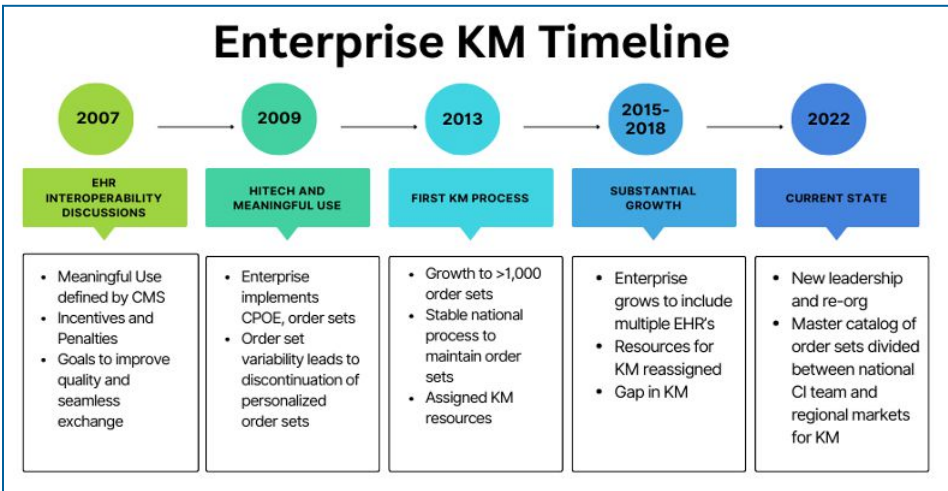 Enterprise KM Timeline
2007
2009
2013
2015-
2018
2022
EHR
INTEROPERABILITY
DISCUSSIONS
HITECH AND
MEANINGFUL USE
FIRST KM PROCESS
SUBSTANTIAL
GROWTH
CURRENT STATE
• Meaningful Use
defined by CMS
• Incentives and
Penalties
• Goals to improve
quality and
seamless
exchange
• Enterprise
implements
CPOE, order sets
• Order set
variability leads to
discontinuation of
personalized
order sets
• Growth to >1,000
order sets
• Stable national
process to
maintain order
sets
• Assigned KM
resources
• Enterprise
grows to include
multiple EHR's
• Resources for
KM reassigned
• Gap in KM
• New leadership
and re-org
• Master catalog of
order sets divided
between national
CI team and
regional markets
for KM